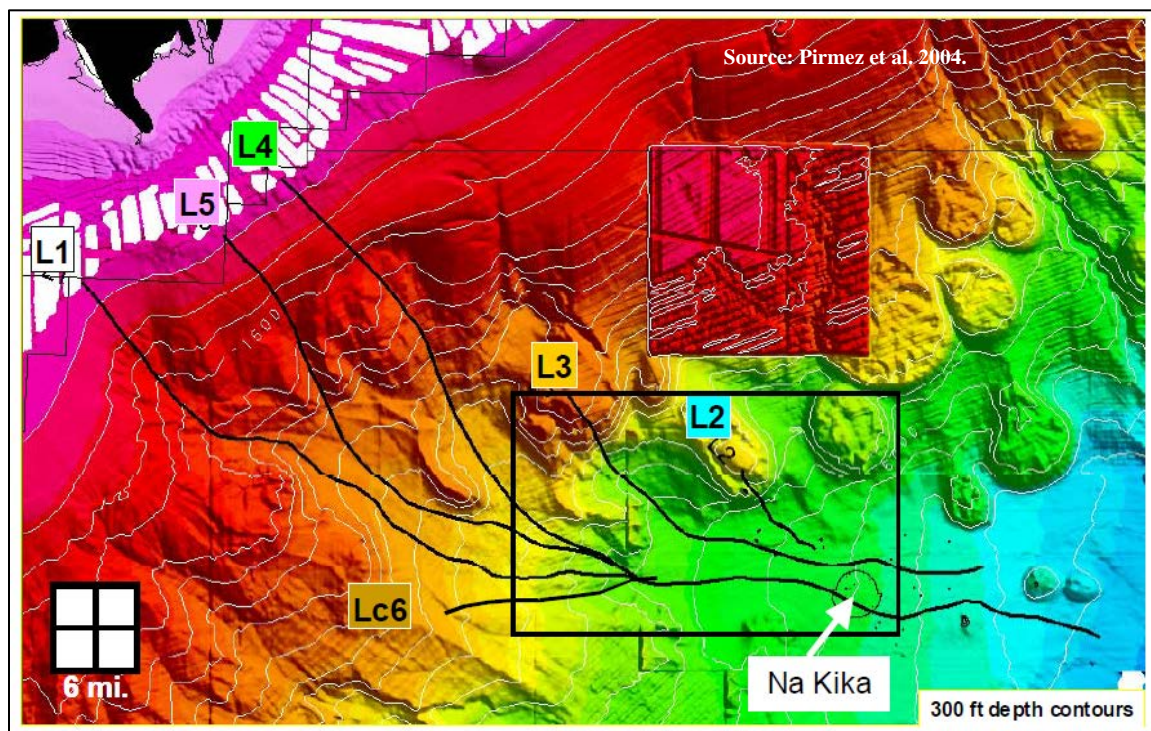 Source: Pirmez et al. 2004.
L4
L5
L1
1500
L3
L2
Lc6
6 mi.
Na Kika
300 ft depth contours